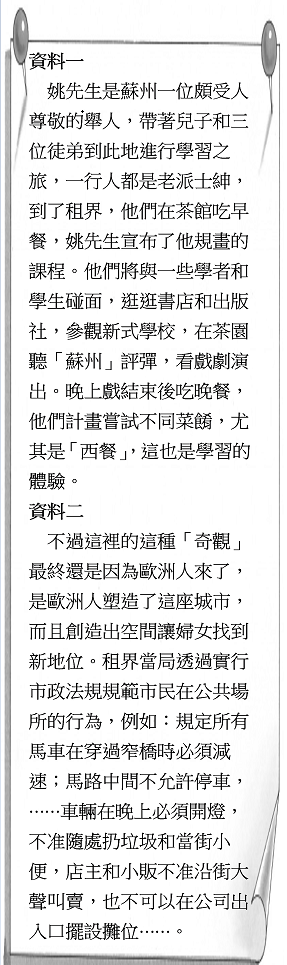 資料一
姚先生是蘇州一位頗受人
尊敬的舉人，帶著兒子和三
位徒弟到此地進行學習之
旅，一行人都是老派士紳，
到了租界，他們在茶館吃早
餐，姚先生宣布了他規畫的
課程。他們將與一些學者和
學生碰面，逛逛書店和出版
社，參觀新式學校，在茶園
聽「蘇州」評彈，看戲劇演
出。晚上戲結束後吃晚餐，
他們計畫嘗試不同菜餚，尤
其是「西餐」，這也是學習的
體驗。
資料二
不過這裡的這種「奇觀」
最終還是因為歐洲人來了，
是歐洲人塑造了這座城市，
而且創造出空間讓婦女找到
新地位。租界當局透過實行
市政法規規範市民在公共場
所的行為，例如：規定所有
馬車在穿過窄橋時必須減
速；馬路中間不允許停車，
……車輛在晚上必須開燈，
不准隨處扔垃圾和當街小
便，店主和小販不准沿街大
聲叫賣，也不可以在公司出
入口擺設攤位……。